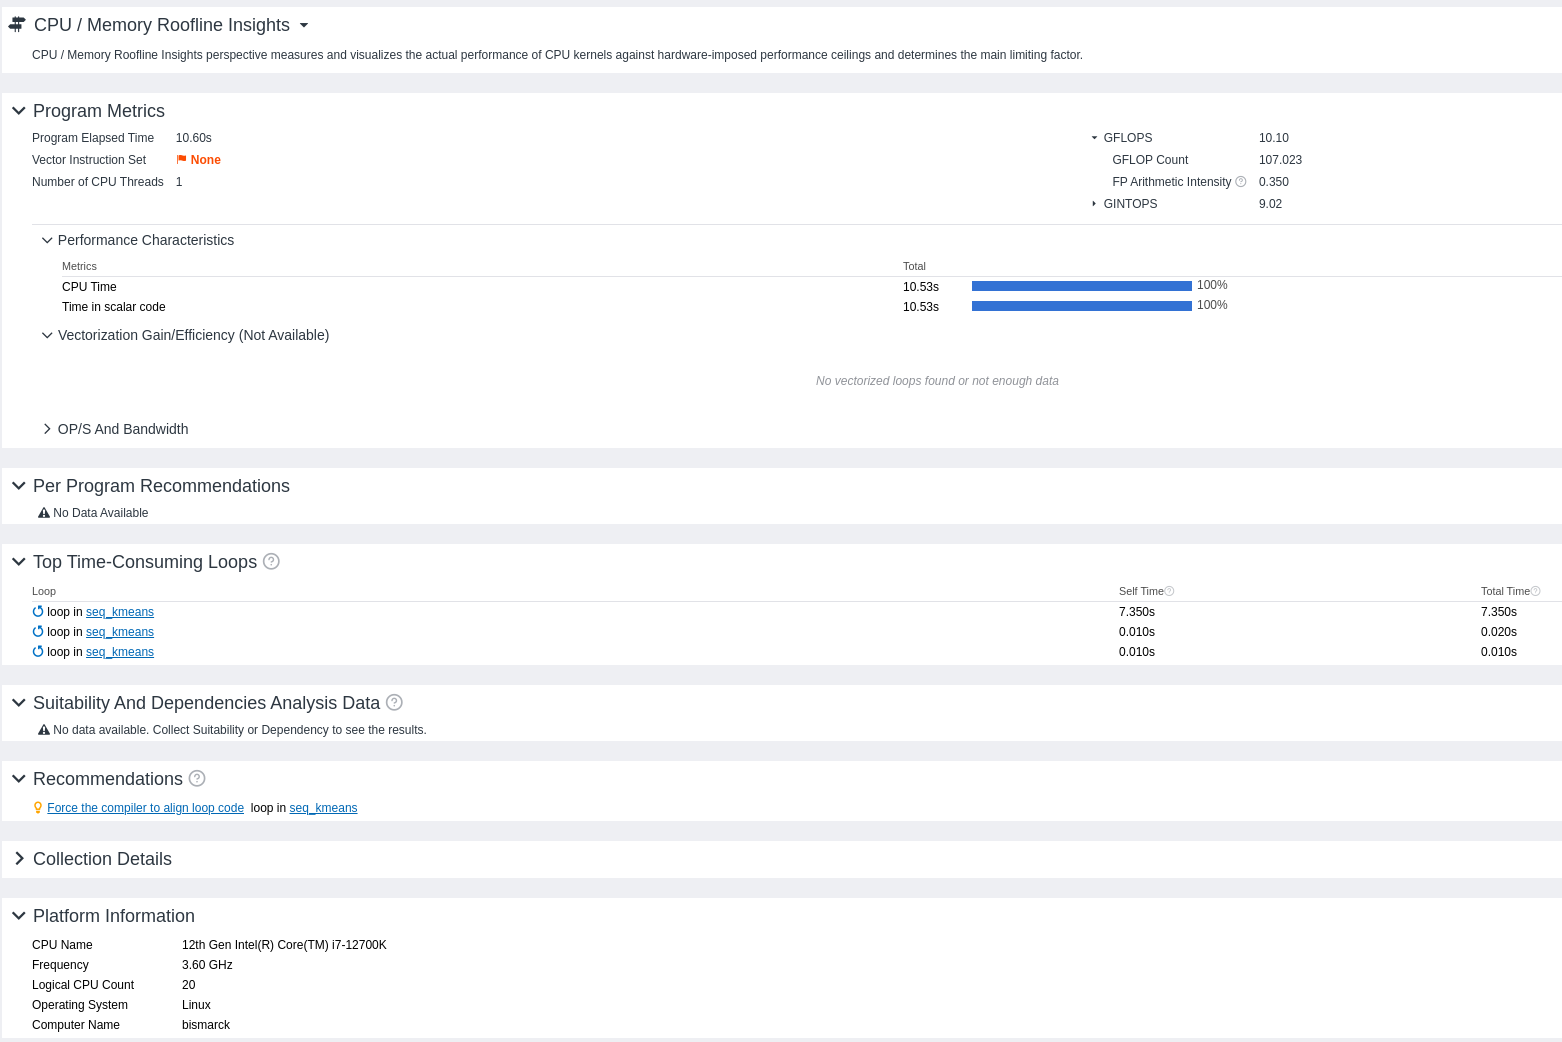 CPU / Memory Roofline Insights
CPU / Memory Roofline Insights perspective measures and visualizes the actual performance of CPU kernels against hardware-imposed performance ceilings and determines the main limiting factor.
Program Metrics
Program Elapsed Time 10.60s
Vector Instruction Set None
Number of CPU Threads 1
GFLOPS 10.10
GFLOP Count 107.023
FP Arithmetic Intensity 0.350
GINTOPS 9.02
Performance Characteristics
Metrics Total
CPU Time 10.53s 100%
Time in scalar code 10.53s 100%
Vectorization Gain/Efficiency (Not Available)
No vectorized loops found or not enough data
OP/S And Bandwidth
Per Program Recommendations
No Data Available
Top Time-Consuming Loops
Loop Self Time Total Time
loop in seq_kmeans 7.350s 7.350s
loop in seq_kmeans 0.010s 0.020s
loop in seq_kmeans 0.010s 0.010s
Suitability And Dependencies Analysis Data
No data available. Collect Suitability or Dependency to see the results.
Recommendations
Force the compiler to align loop code loop in seq_kmeans
Collection Details
Platform Information
CPU Name 12th Gen Intel(R) Core(TM) i7-12700K
Frequency 3.60 GHz
Logical CPU Count 20
Operating System Linux
Computer Name bismarck